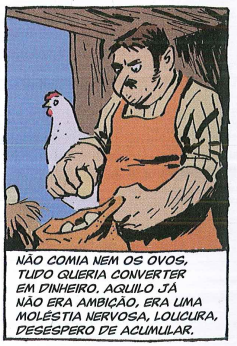 NÃO COMIA NEM OS OVOS,
TUDO QUERIA CONVERTER
EM DINHEIRO. AQUILO JÁ
NÃO ERA AMBIÇÃO, ERA UMA
MOLÉSTIA NERVOSA, LOUCURA,
DESESPERO DE ACUMULAR.